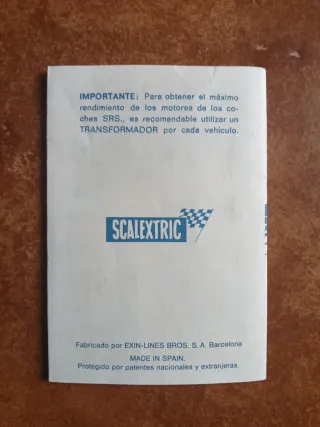 IMPORTANTE: Para obtener el máximo
rendimiento de los motores de los co-
ches SRS., es recomendable utilizar un
TRANSFORMADOR por cada vehículo.
SCALEXTRIC
Fabricado por EXIN-LINES BROS, S. A. Barcelona
MADE IN SPAIN.
Protegido por patentes nacionales y extranjeras.